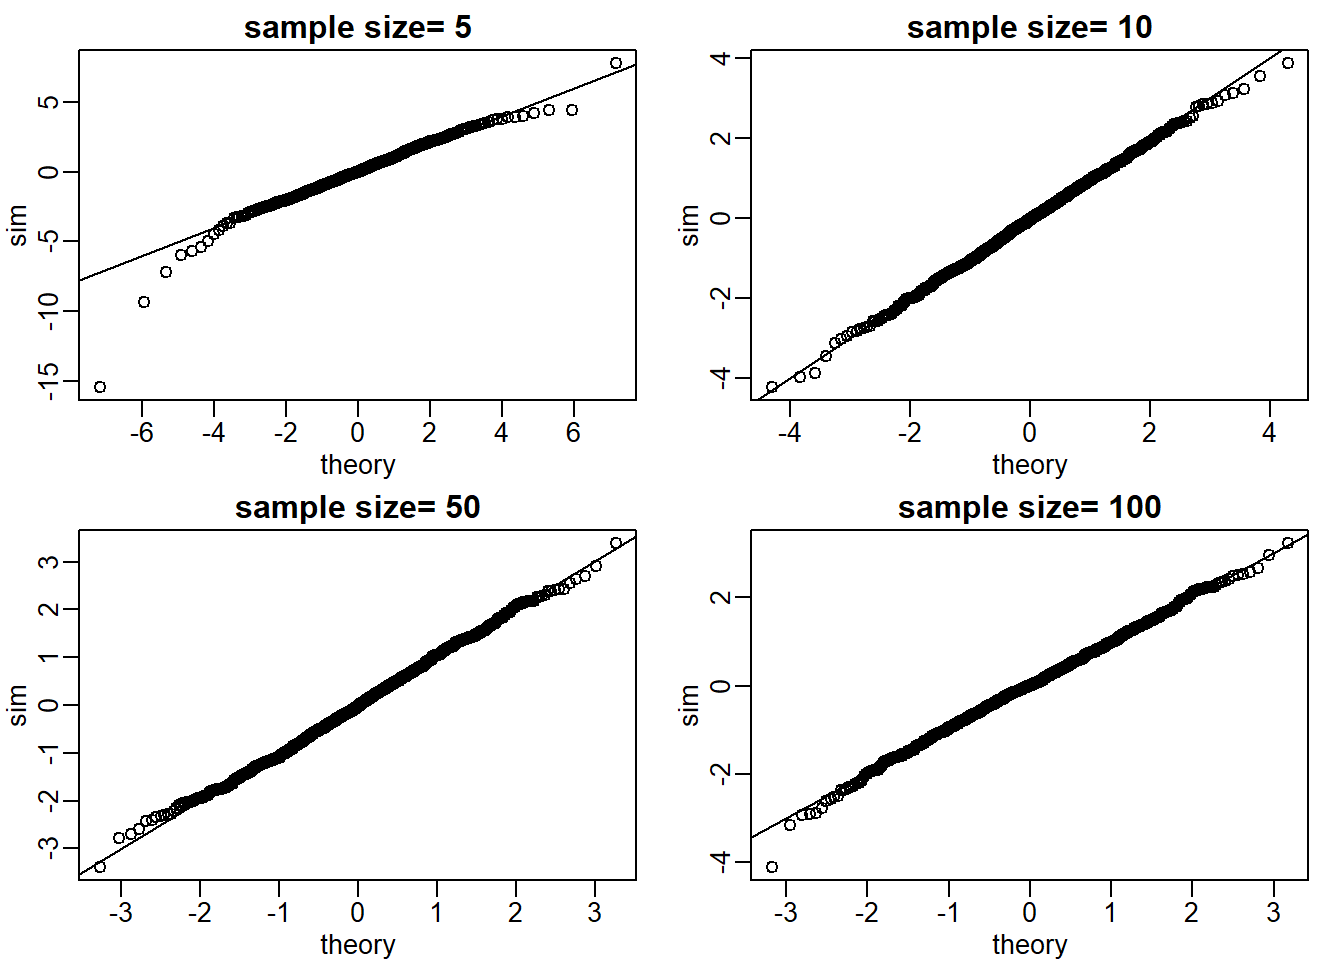 sample size= 5
5
0
-5
-10
-15
sim
-6 -4 -2 0 2 4 6
theory
sample size= 10
4
2
0
-2
-4
sim
-4 -2 0 2 4
theory
sample size= 50
3
2
1
0
-1
-2
-3
sim
-3 -2 -1 0 1 2 3
theory
sample size= 100
2
0
-2
-4
sim
-3 -2 -1 0 1 2 3
theory